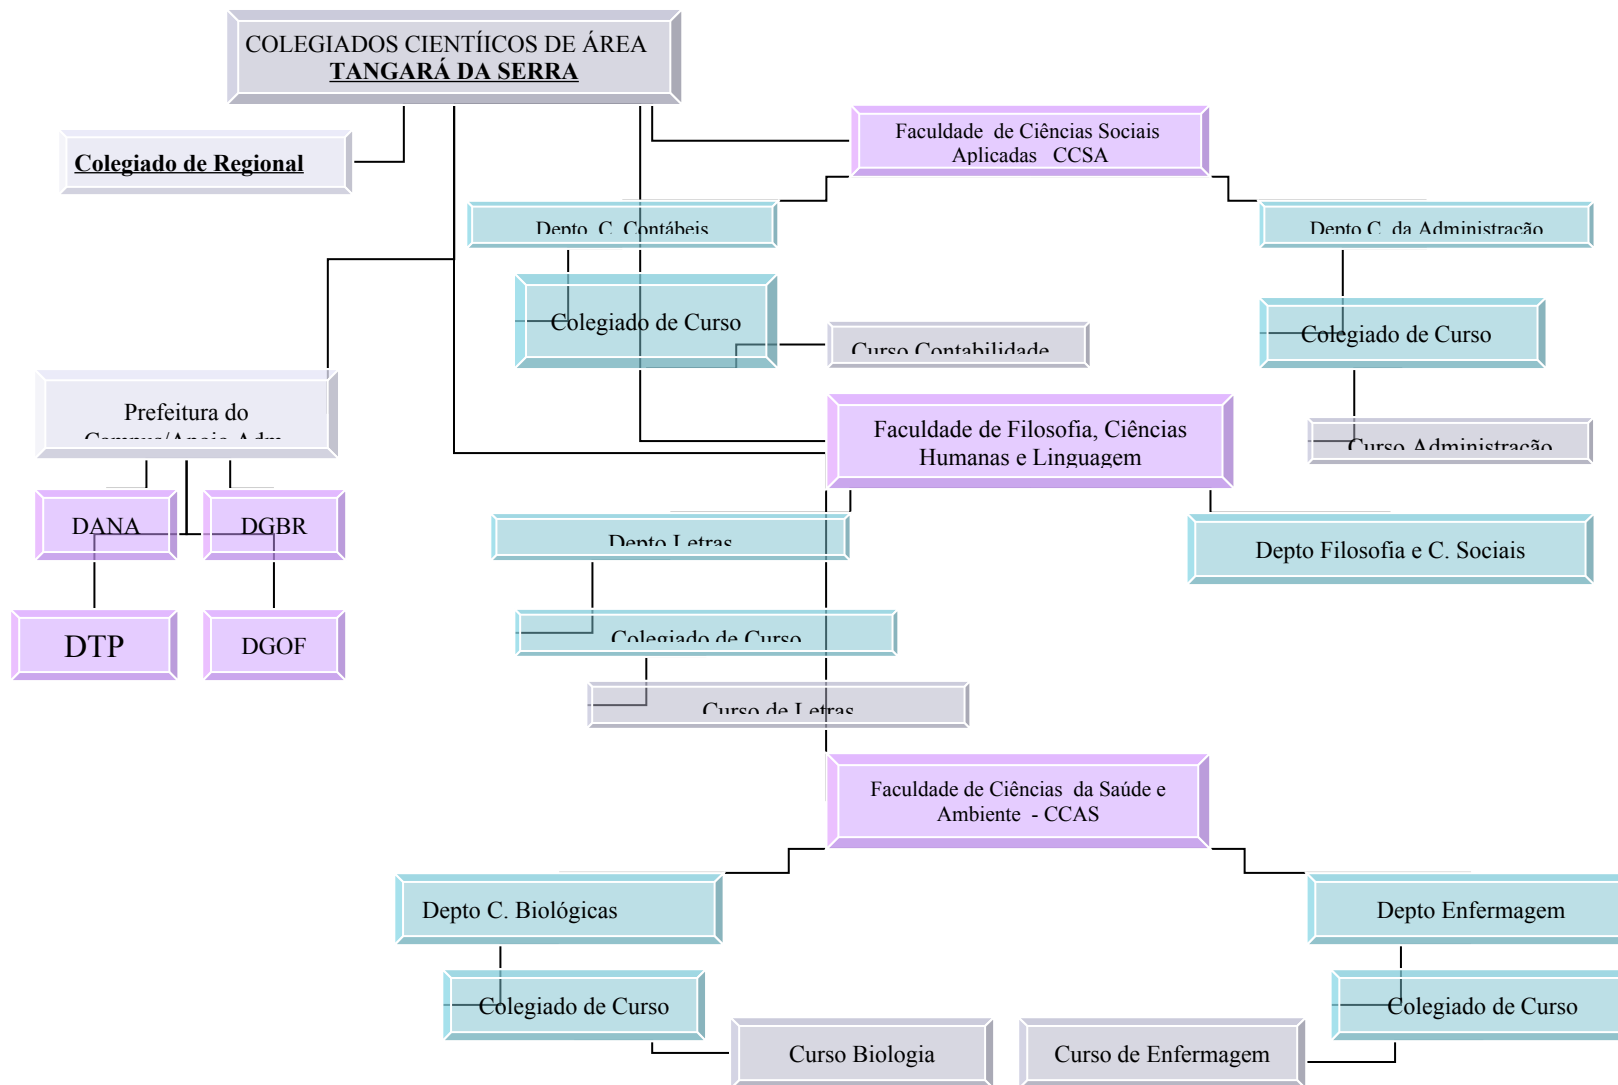 COLEGIADOS CIENTÍICOS DE ÁREA
TANGARÁ DA SERRA
Colegiado de Regional
Faculdade de Ciências Sociais
Aplicadas CCSA
Depto C. Contábeis
Depto C. da Administração
Colegiado de Curso
Colegiado de Curso
Curso Contabilidade
Prefeitura do
Campus/Apoio Adm
Faculdade de Filosofia, Ciências
Humanas e Linguagem
Curso Administração
DANA
DGBR
Depto Letras
Depto Filosofia e C. Sociais
DTP
DGOF
Colegiado de Curso
Curso de Letras
Faculdade de Ciências da Saúde e
Ambiente - CCAS
Depto C. Biológicas
Depto Enfermagem
Colegiado de Curso
Colegiado de Curso
Curso Biologia
Curso de Enfermagem